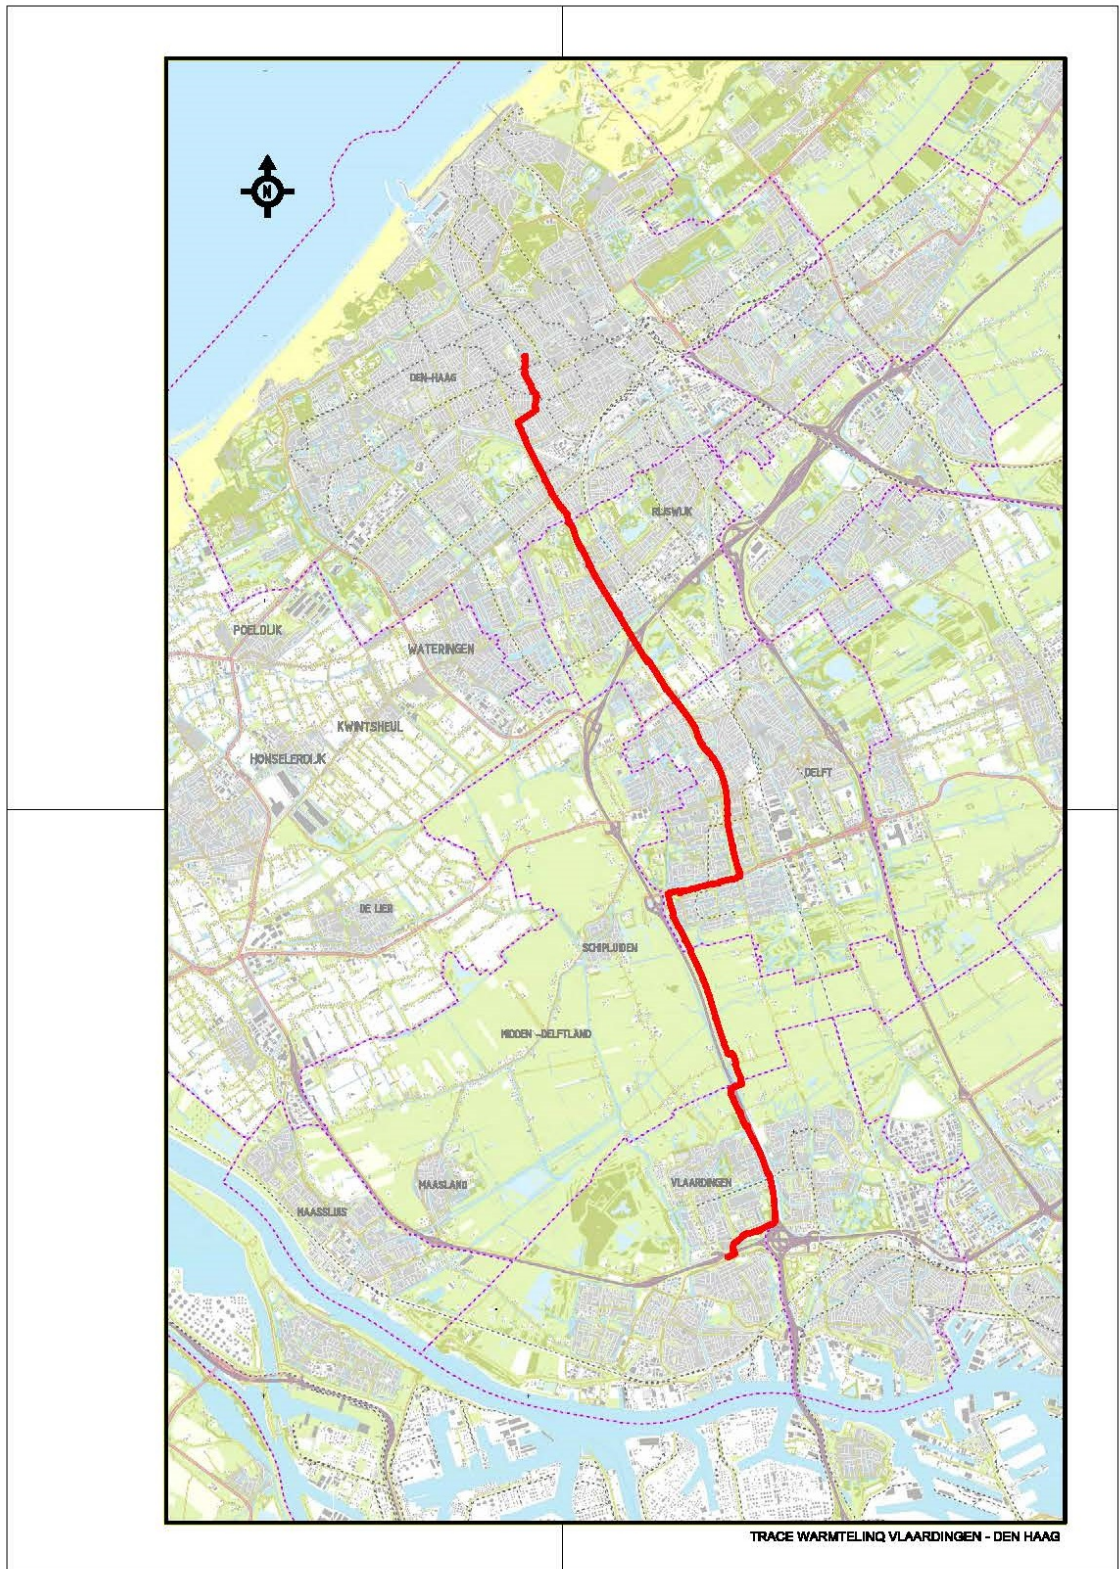 N
DEN-HAAG
RIJSWIJK
POELDIJK
WATERINGEN
KWINTSHEUL
HONSELERDIJK
DELFT
DE LIER
SCHIPLUIDEN
MIDDEN -DELFTLAND
MAASLAND
VLAARDINGEN
MAASSLUIS
TRACE WARMTELINQ VLAARDINGEN - DEN HAAG